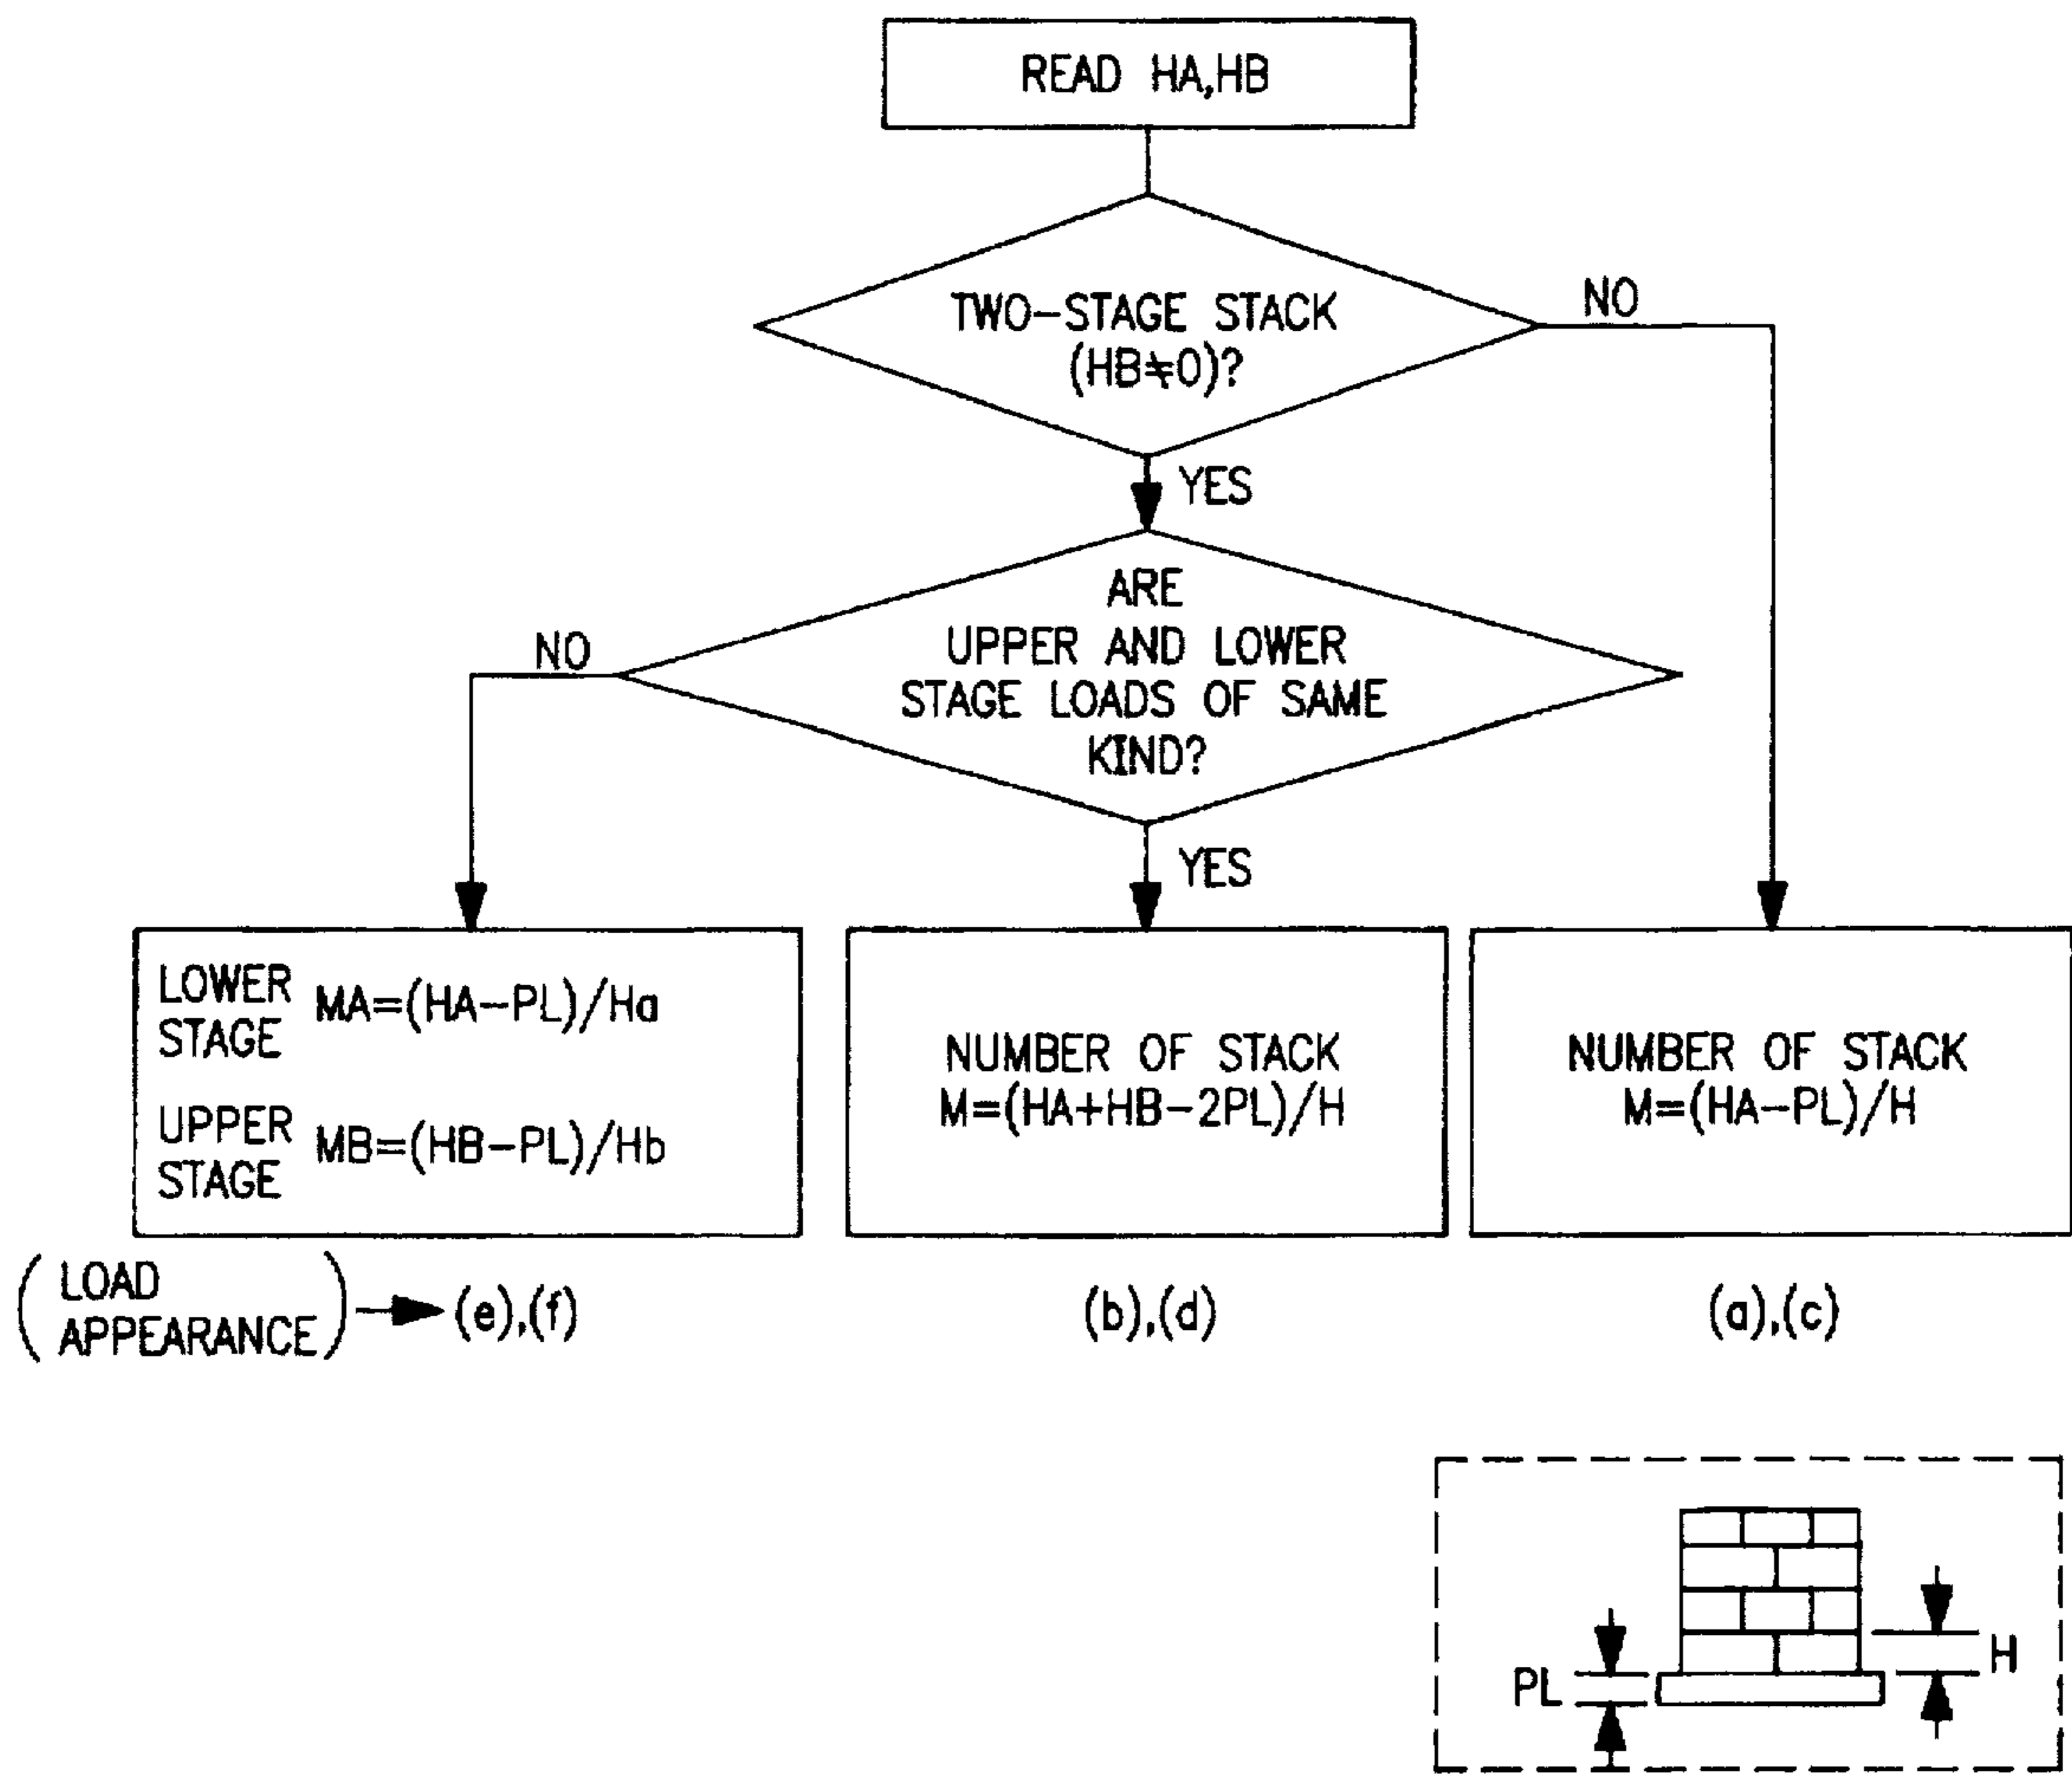 READ HA,HB
TWO-STAGE STACK
(HB≠0)?
NO
YES
ARE
UPPER AND LOWER
STAGE LOADS OF SAME
KIND?
NO
YES
LOWER STAGE MA=(HA-PL)/Ha
UPPER STAGE MB=(HB-PL)/Hb
NUMBER OF STACK
M=(HA+HB-2PL)/H
NUMBER OF STACK
M=(HA-PL)/H
(LOAD APPEARANCE) → (e),(f)
(b),(d)
(a),(c)
PL
H